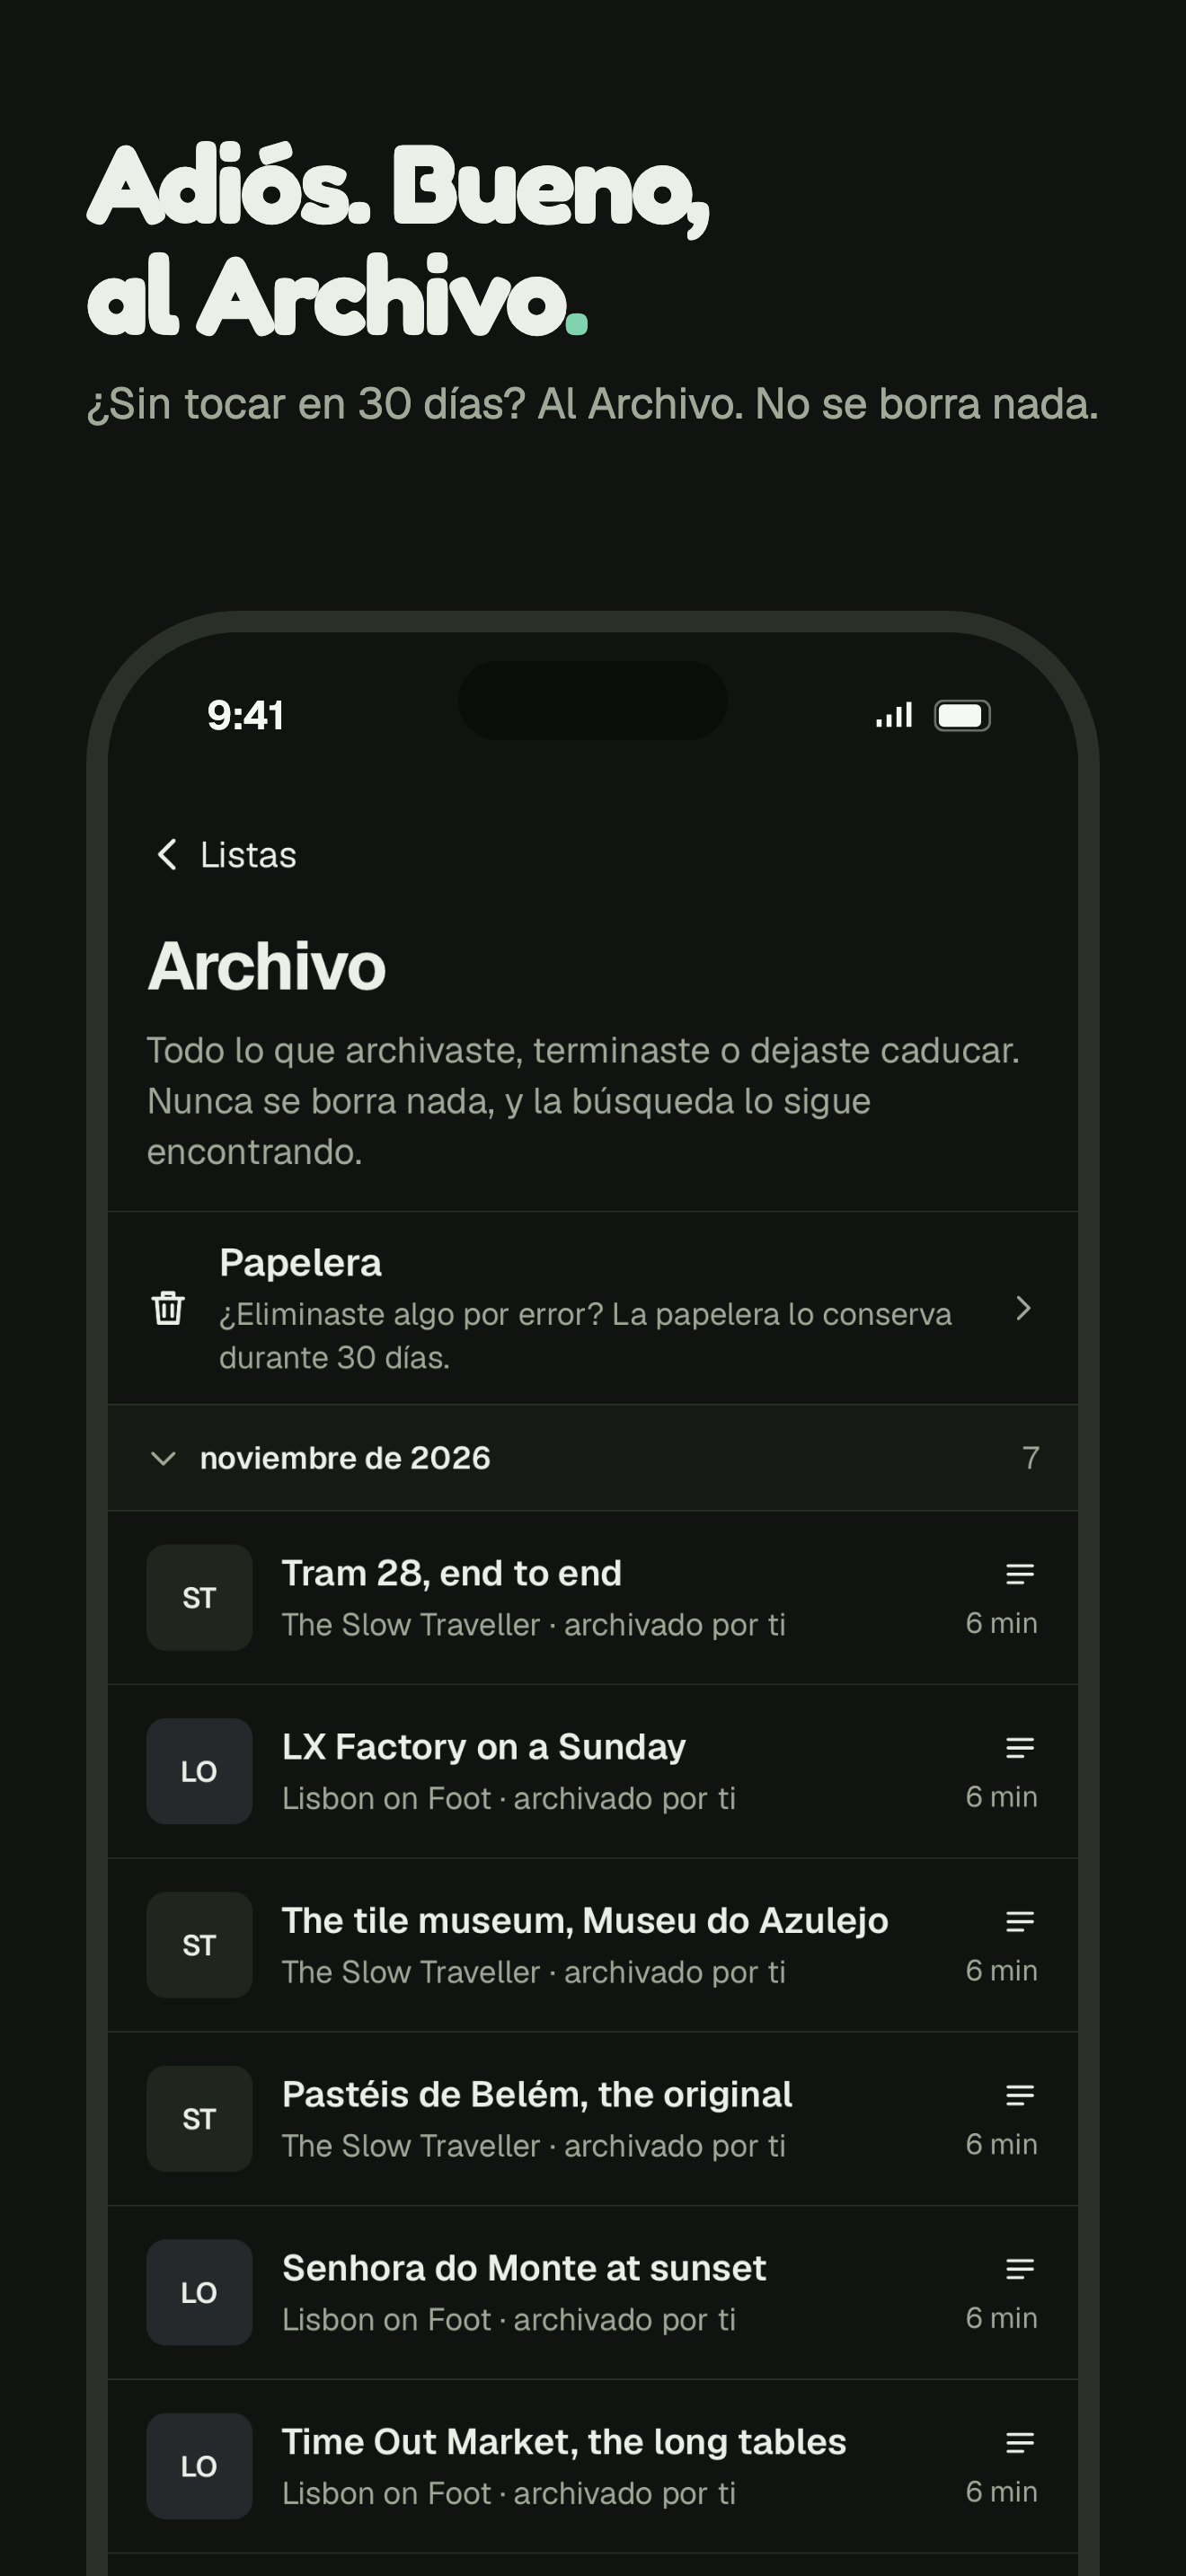 Adiós. Bueno,
al Archivo.
¿Sin tocar en 30 días? Al Archivo. No se borra nada.
9:41
Listas
Archivo
Todo lo que archivaste, terminaste o dejaste caducar.
Nunca se borra nada, y la búsqueda lo sigue
encontrando.
Papelera
¿Eliminaste algo por error? La papelera lo conserva
durante 30 días.
noviembre de 2026 7
ST
Tram 28, end to end
The Slow Traveller · archivado por ti
6 min
LO
LX Factory on a Sunday
Lisbon on Foot · archivado por ti
6 min
ST
The tile museum, Museu do Azulejo
The Slow Traveller · archivado por ti
6 min
ST
Pastéis de Belém, the original
The Slow Traveller · archivado por ti
6 min
LO
Senhora do Monte at sunset
Lisbon on Foot · archivado por ti
6 min
LO
Time Out Market, the long tables
Lisbon on Foot · archivado por ti
6 min